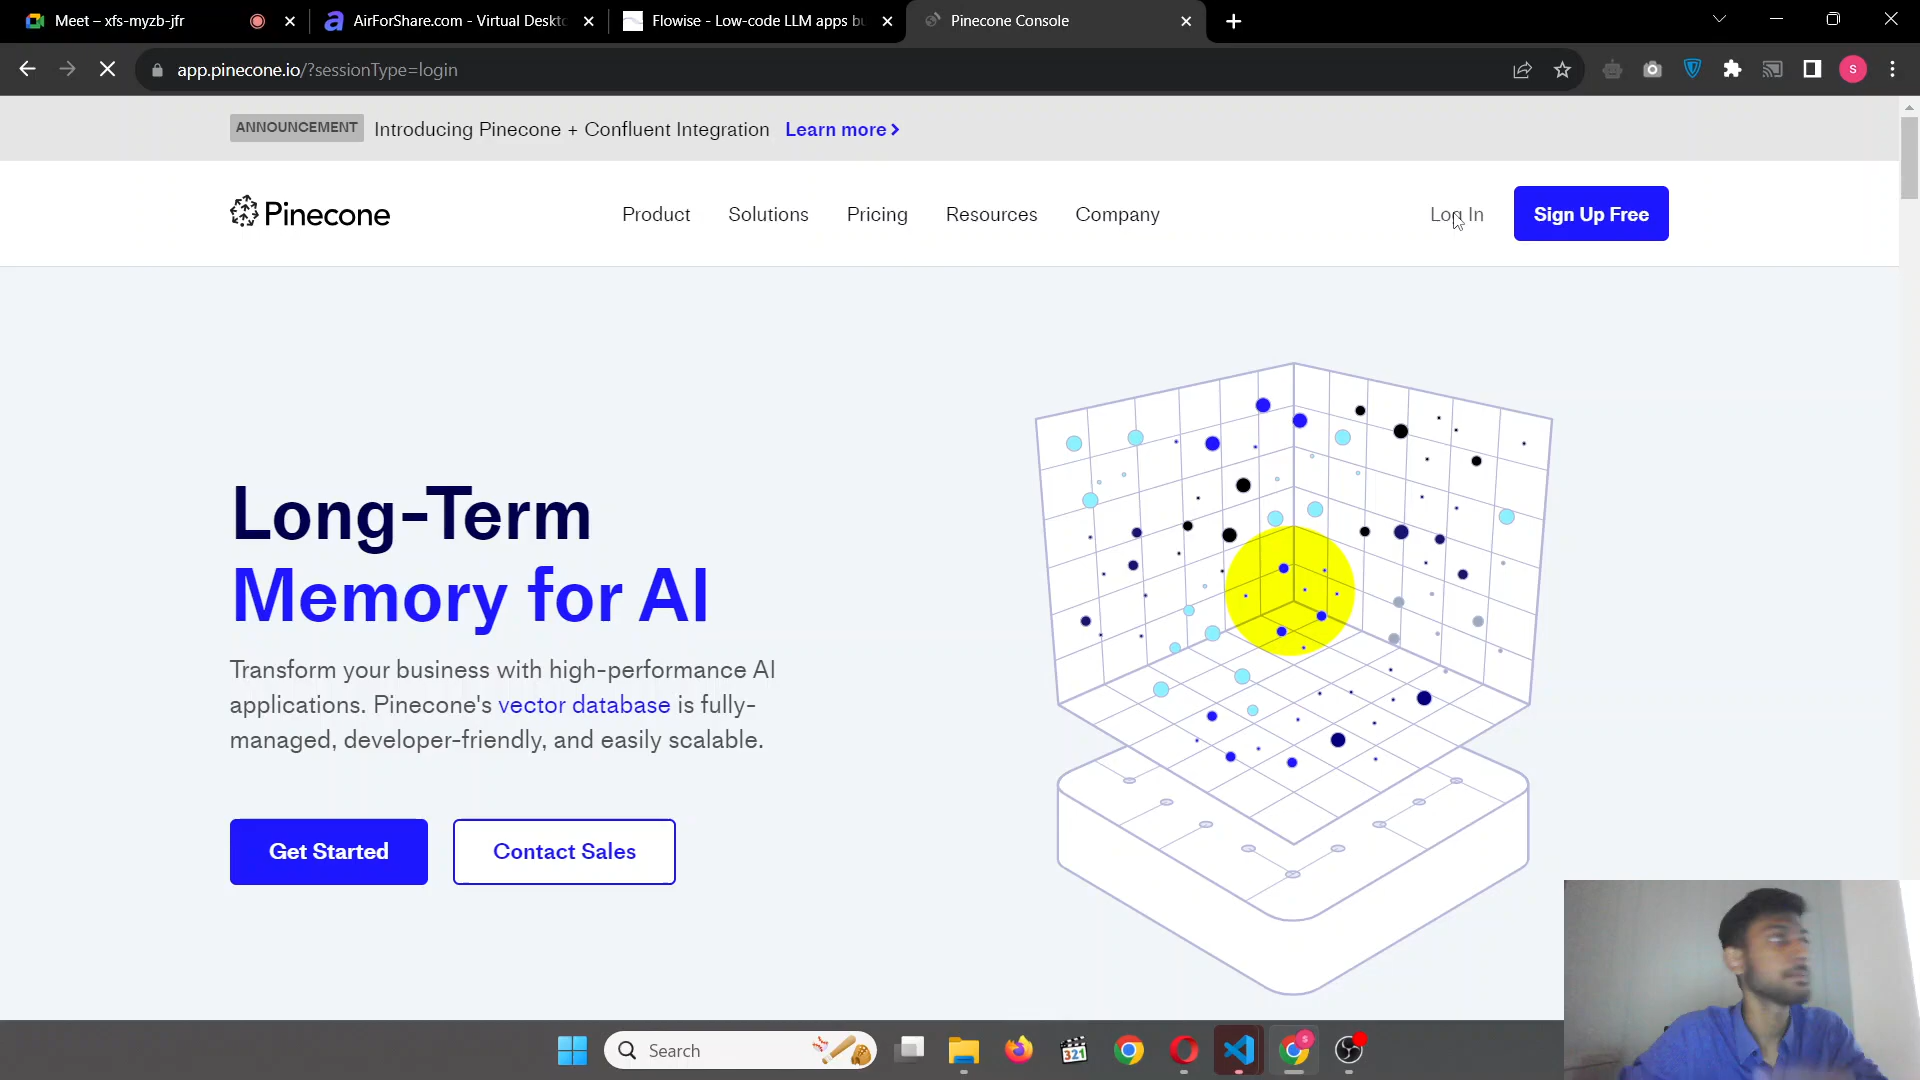 Meet – xfs-myzb-jfr
AirForShare.com - Virtual Deskto
Flowise - Low-code LLM apps bu
Pinecone Console
app.pinecone.io/?sessionType=login
S
ANNOUNCEMENT Introducing Pinecone + Confluent Integration Learn more
Pinecone
Product Solutions Pricing Resources Company
Log In
Sign Up Free
Long-Term
Memory for AI
Transform your business with high-performance AI
applications. Pinecone's vector database is fully-
managed, developer-friendly, and easily scalable.
Get Started
Contact Sales
Search
321
S